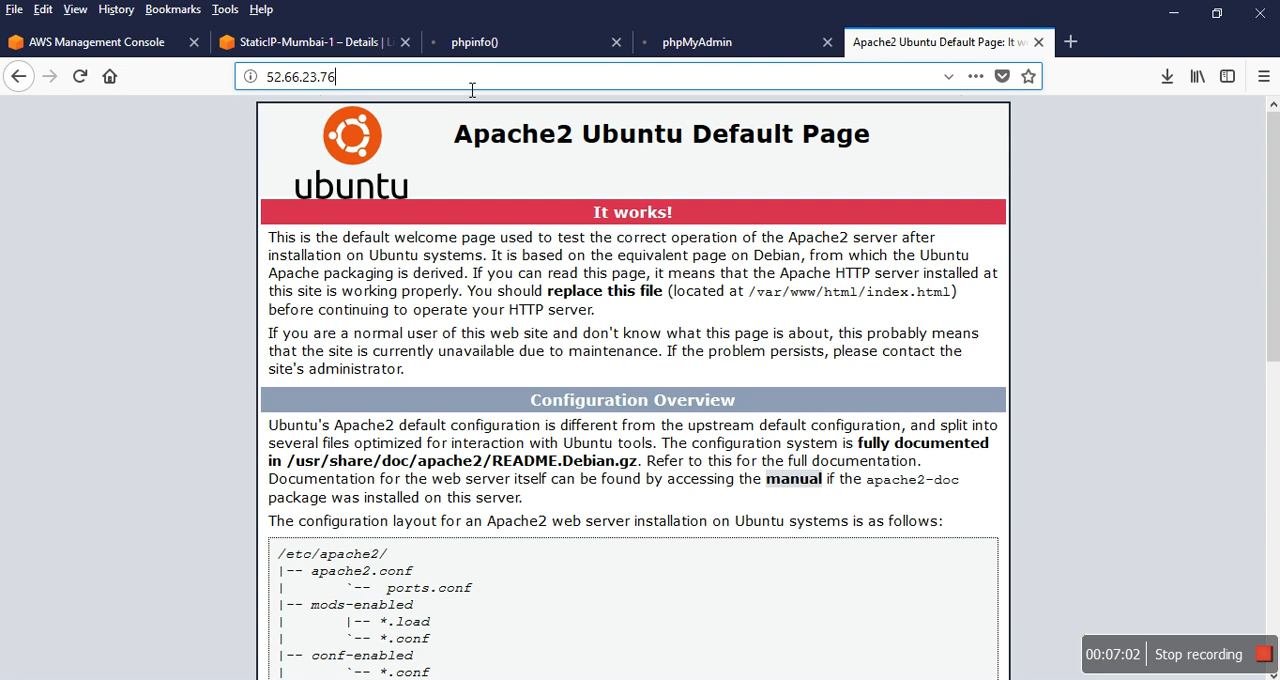 File Edit View History Bookmarks Tools Help
AWS Management Console
StaticIP-Mumbai-1 – Details | L
phpinfo()
phpMyAdmin
Apache2 Ubuntu Default Page: It w
52.66.23.76
ubuntu
Apache2 Ubuntu Default Page
It works!
This is the default welcome page used to test the correct operation of the Apache2 server after
installation on Ubuntu systems. It is based on the equivalent page on Debian, from which the Ubuntu
Apache packaging is derived. If you can read this page, it means that the Apache HTTP server installed at
this site is working properly. You should replace this file (located at /var/www/html/index.html)
before continuing to operate your HTTP server.
If you are a normal user of this web site and don't know what this page is about, this probably means
that the site is currently unavailable due to maintenance. If the problem persists, please contact the
site's administrator.
Configuration Overview
Ubuntu's Apache2 default configuration is different from the upstream default configuration, and split into
several files optimized for interaction with Ubuntu tools. The configuration system is fully documented
in /usr/share/doc/apache2/README.Debian.gz. Refer to this for the full documentation.
Documentation for the web server itself can be found by accessing the manual if the apache2-doc
package was installed on this server.
The configuration layout for an Apache2 web server installation on Ubuntu systems is as follows:
/etc/apache2/
|-- apache2.conf
|       `--  ports.conf
|-- mods-enabled
|       |-- *.load
|       `-- *.conf
|-- conf-enabled
|       `-- *.conf
00:07:02 Stop recording